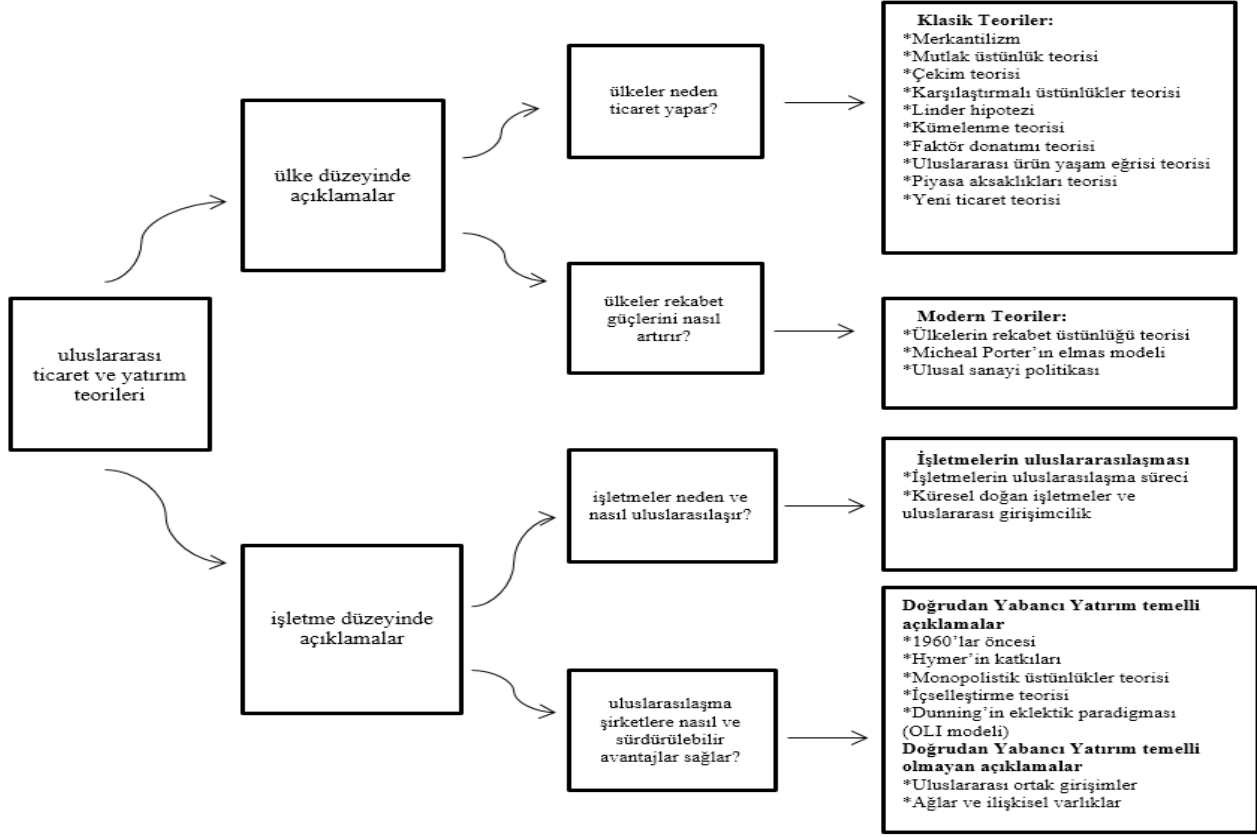 uluslararası
ticaret ve yatırım
teorileri
ülke düzeyinde
açıklamalar
ülkeler neden
ticaret yapar?
Klasik Teoriler:
*Merkantilizm
*Mutlak üstünlük teorisi
*Çekim teorisi
*Karşılaştırmalı üstünlükler teorisi
*Linder hipotezi
*Kümelenme teorisi
*Faktör donatımı teorisi
*Uluslararası ürün yaşam eğrisi teorisi
*Piyasa aksaklıkları teorisi
*Yeni ticaret teorisi
ülkeler rekabet
güçlerini nasıl
artırır?
Modern Teoriler:
*Ülkelerin rekabet üstünlüğü teorisi
*Micheal Porter’ın elmas modeli
*Ulusal sanayi politikası
işletme düzeyinde
açıklamalar
işletmeler neden ve
nasıl uluslarasılaşır?
İşletmelerin uluslararasılaşması
*İşletmelerin uluslarasılaşma süreci
*Küresel doğan işletmeler ve
uluslararası girişimcilik
uluslarasılaşma
şirketlere nasıl ve
sürdürülebilir
avantajlar sağlar?
Doğrudan Yabancı Yatırım temelli
açıklamalar
*1960’lar öncesi
*Hymer’in katkıları
*Monopolistik üstünlükler teorisi
*İçselleştirme teorisi
*Dunning’in eklektik paradigması
(OLI modeli)
Doğrudan Yabancı Yatırım temelli
olmayan açıklamalar
*Uluslararası ortak girişimler
*Ağlar ve ilişkisel varlıklar